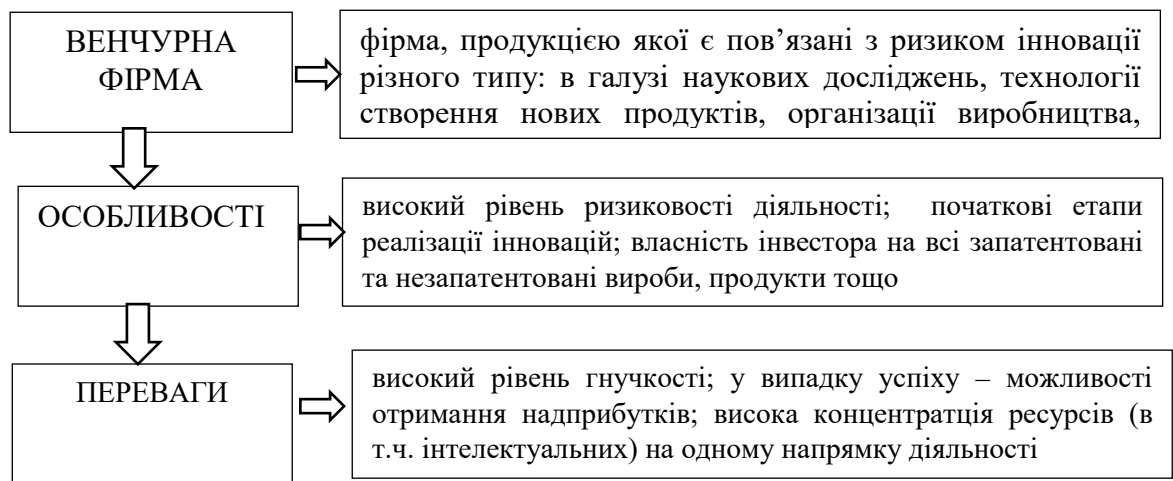 ВЕНЧУРНА
ФІРМА
фірма, продукцією якої є пов’язані з ризиком інновації
різного типу: в галузі наукових досліджень, технології
створення нових продуктів, організації виробництва,
ОСОБЛИВОСТІ
високий рівень ризиковості діяльності; початкові етапи
реалізації інновацій; власність інвестора на всі запатентовані
та незапатентовані вироби, продукти тощо
ПЕРЕВАГИ
високий рівень гнучкості; у випадку успіху – можливості
отримання надприбутків; висока концентратція ресурсів (в
т.ч. інтелектуальних) на одному напрямку діяльності